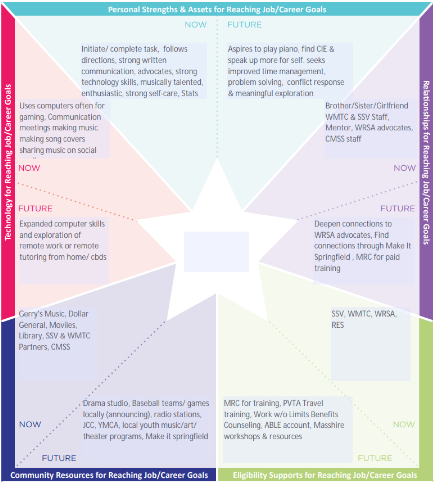 Personal Strengths & Assets for Reaching Job/Career Goals
NOW
FUTURE
Initiate/ complete task, follows
directions, strong written
communication, advocates, strong
technology skills, musically talented,
enthusiastic, strong self-care, Stats
Aspires to play piano, find CIE &
speak up more for self. seeks
improved time management,
problem solving, conflict response
& meaningful exploration
Technology for Reaching Job/Career Goals
Uses computers often for
gaming, Communication
meetings making music
making song covers
sharing music on social
NOW
FUTURE
Expanded computer skills
and exploration of
remote work or remote
tutoring from home/ cbds
Relationships for Reaching Job/Career Goals
Brother/Sister/Girlfriend
WMTC & SSV Staff,
Mentor, WRSA advocates,
CMSS staff
NOW
FUTURE
Deepen connections to
WRSA advocates, Find
connections through Make It
Springfield , MRC for paid
training
Gerry's Music, Dollar
General, Moviles,
Library, SSV & WMTC
Partners, CMSS
NOW
Drama studio, Baseball teams/ games
locally (announcing), radio stations,
JCC, YMCA, local youth music/art/
theater programs, Make it springfield
FUTURE
Community Resources for Reaching Job/Career Goals
SSV, WMTC, WRSA,
RES
NOW
MRC for training, PVTA Travel
training, Work w/o Limits Benefits
Counseling, ABLE account, Masshire
workshops & resources
FUTURE
Eligibility Supports for Reaching Job/Career Goals